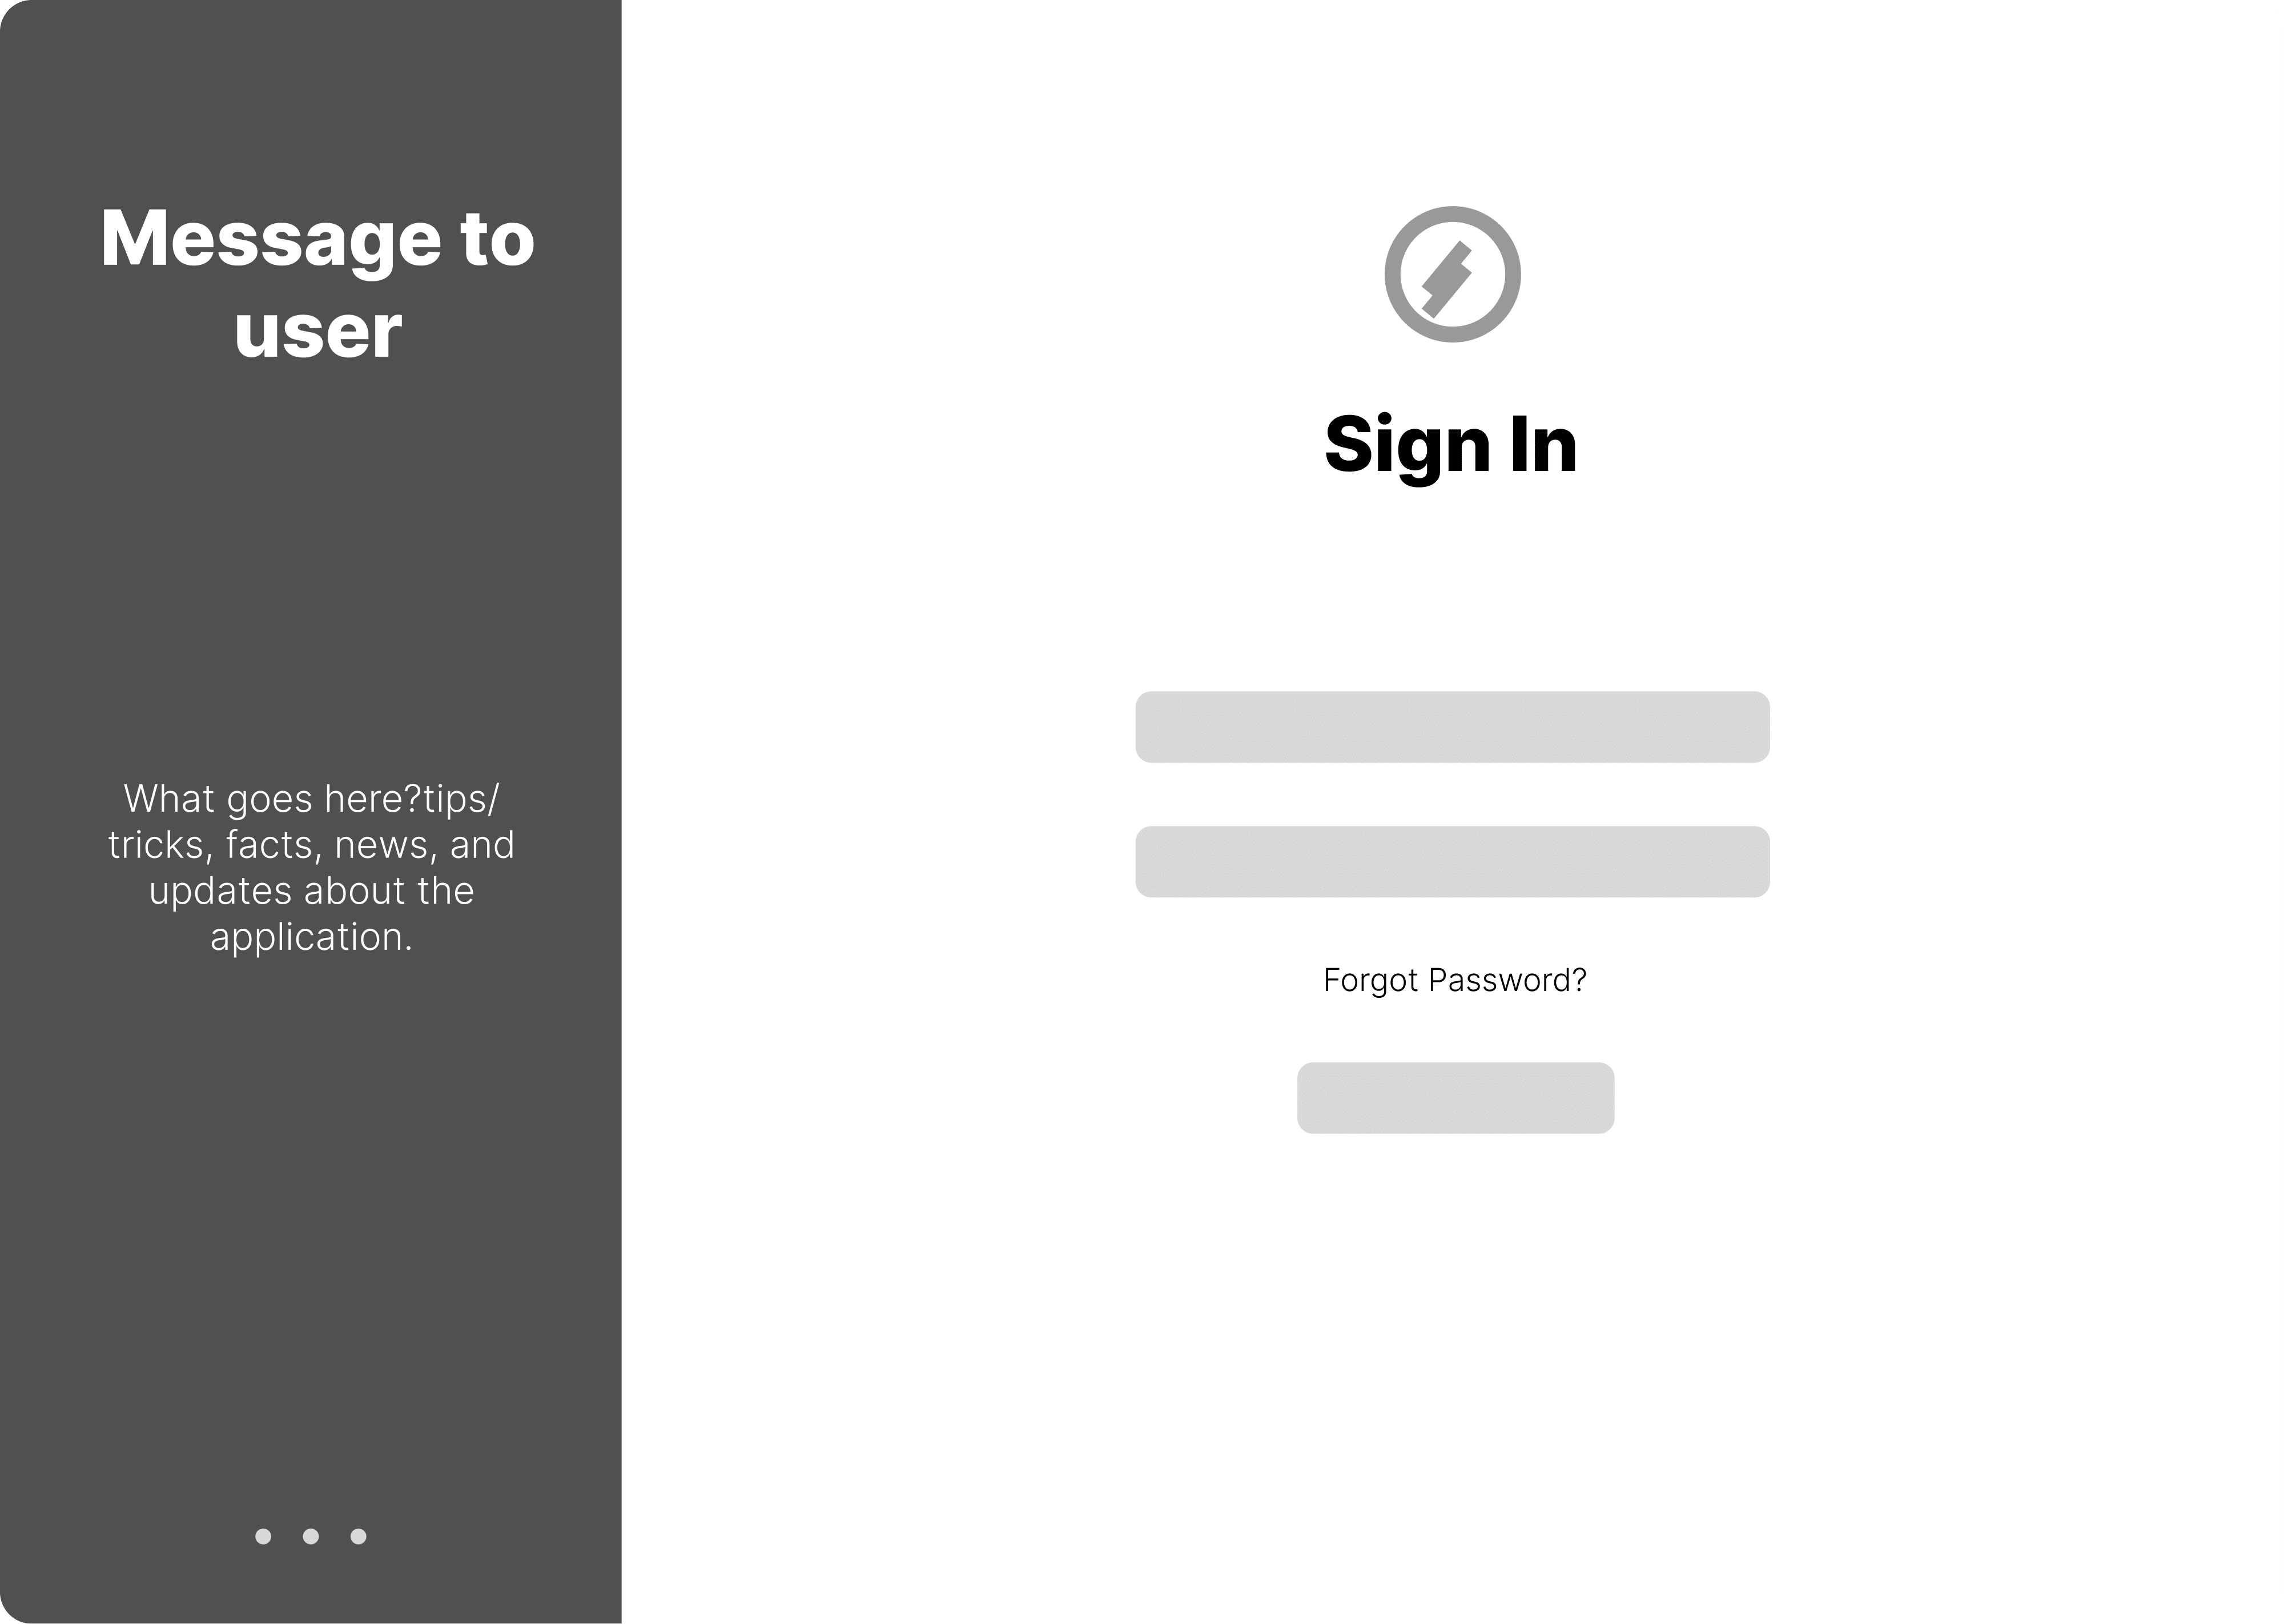 Message to
user
What goes here?tips/
tricks, facts, news, and
updates about the
application.
Sign In
Forgot Password?